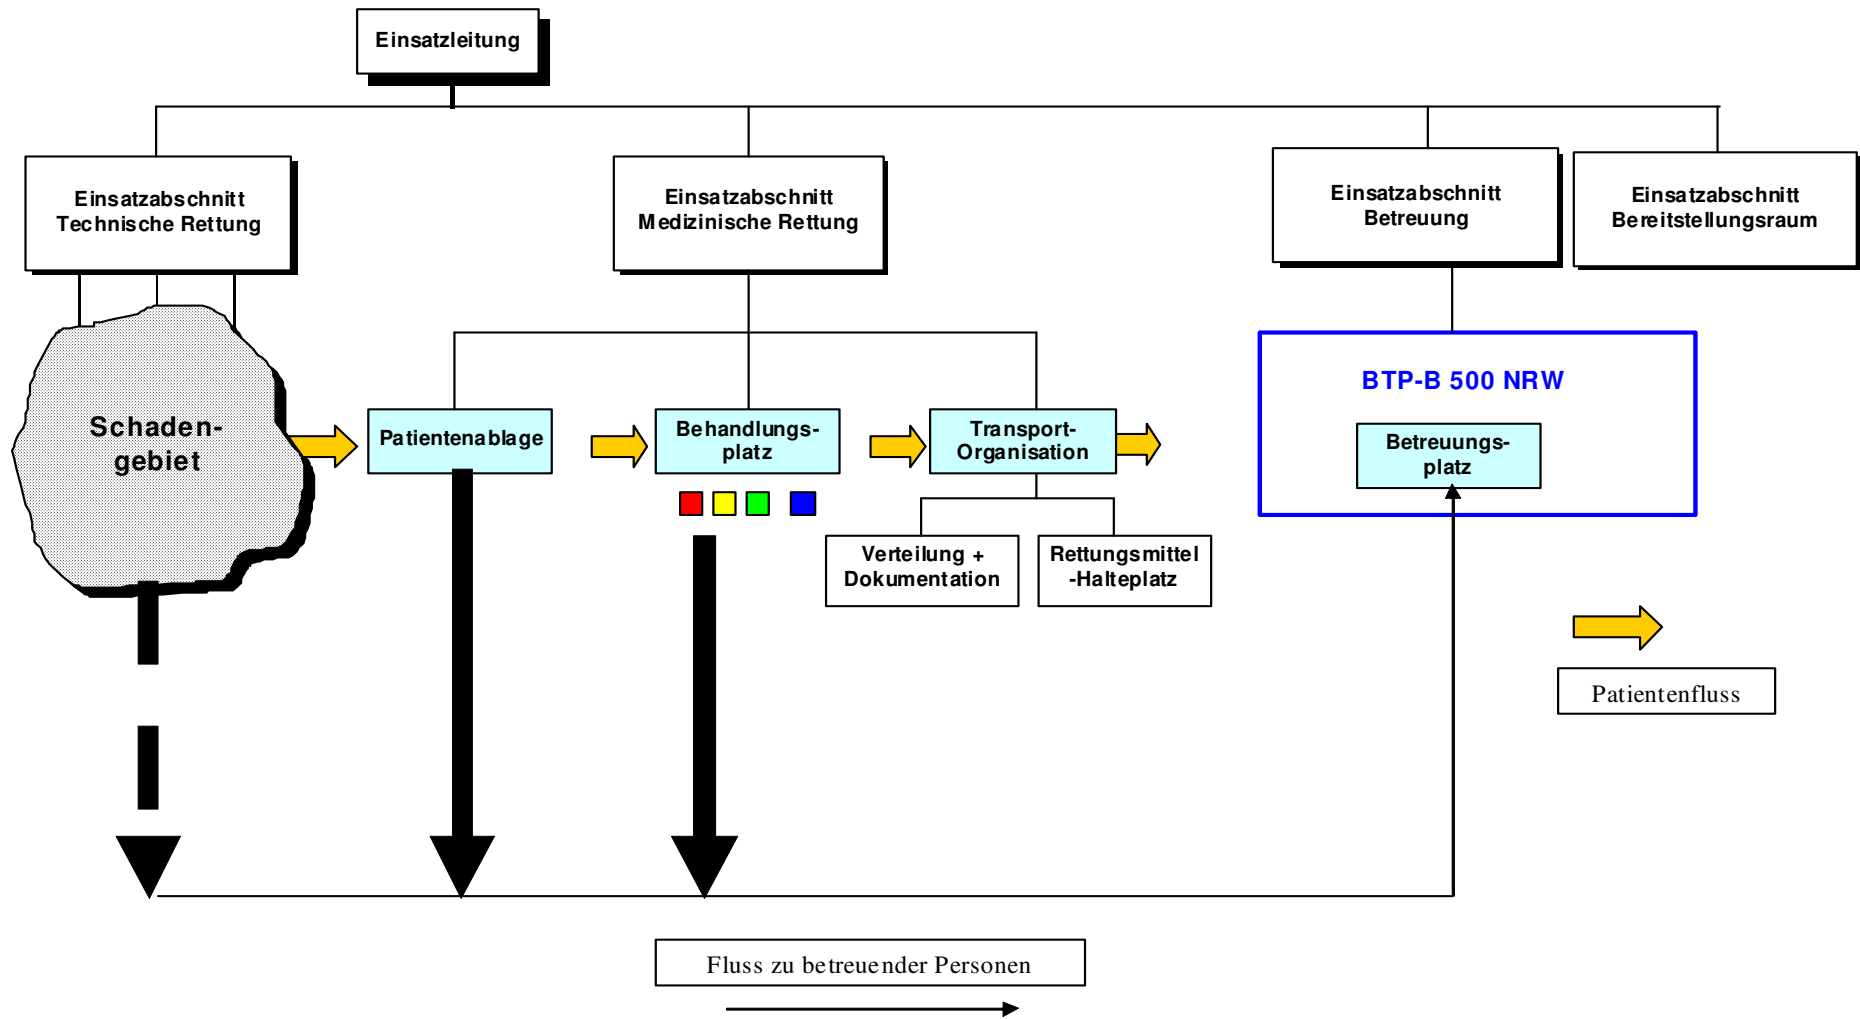 Einsatzleitung
Einsatzabschnitt
Technische Rettung
Einsatzabschnitt
Medizinische Rettung
Einsatzabschnitt
Betreuung
Einsatzabschnitt
Bereitstellungsraum
Schaden-
gebiet
Patientenablage
Behandlungs-
platz
Transport-
Organisation
BTP-B 500 NRW
Betreuungs-
platz
Verteilung +
Dokumentation
Rettungsmittel
-Halteplatz
Patientenfluss
Fluss zu betreuender Personen